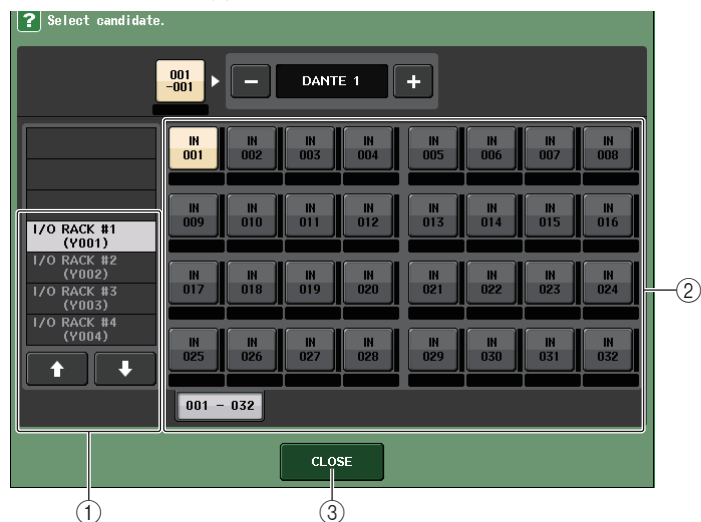 ? Select candidate.
001
-001
− DANTE 1 +
IN 001 IN 002 IN 003 IN 004 IN 005 IN 006 IN 007 IN 008
IN 009 IN 010 IN 011 IN 012 IN 013 IN 014 IN 015 IN 016
I/O RACK #1
(Y001)
I/O RACK #2
(Y002)
I/O RACK #3
(Y003)
I/O RACK #4
(Y004)
IN 017 IN 018 IN 019 IN 020 IN 021 IN 022 IN 023 IN 024
IN 025 IN 026 IN 027 IN 028 IN 029 IN 030 IN 031 IN 032
001 - 032
CLOSE
①
②
③